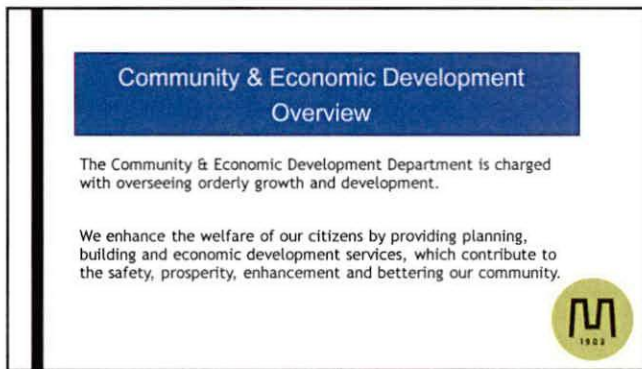 Community & Economic Development
Overview
The Community & Economic Development Department is charged
with overseeing orderly growth and development.
We enhance the welfare of our citizens by providing planning,
building and economic development services, which contribute to
the safety, prosperity, enhancement and bettering our community.
M
1903